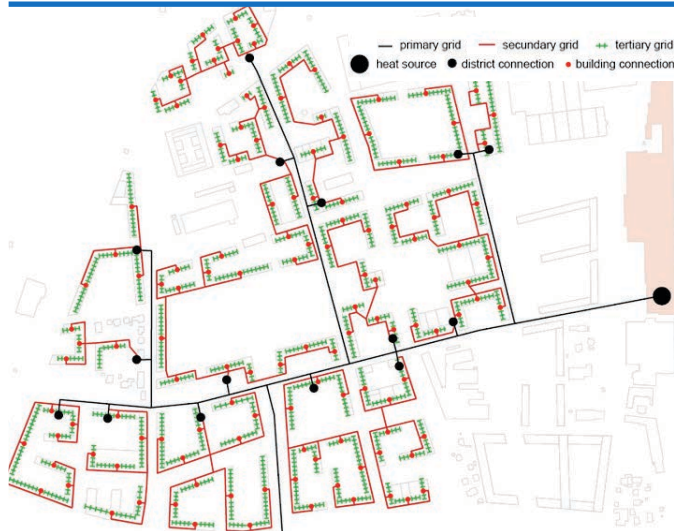 primary grid secundary grid tertiary grid
heat source district connection building connection